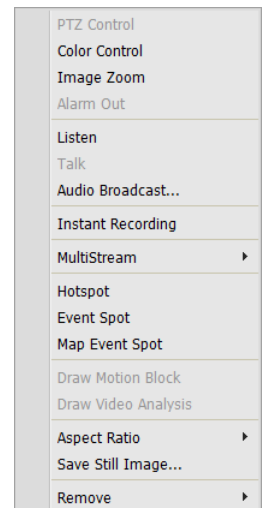 PTZ Control
Color Control
Image Zoom
Alarm Out
Listen
Talk
Audio Broadcast...
Instant Recording
MultiStream
Hotspot
Event Spot
Map Event Spot
Draw Motion Block
Draw Video Analysis
Aspect Ratio
Save Still Image...
Remove